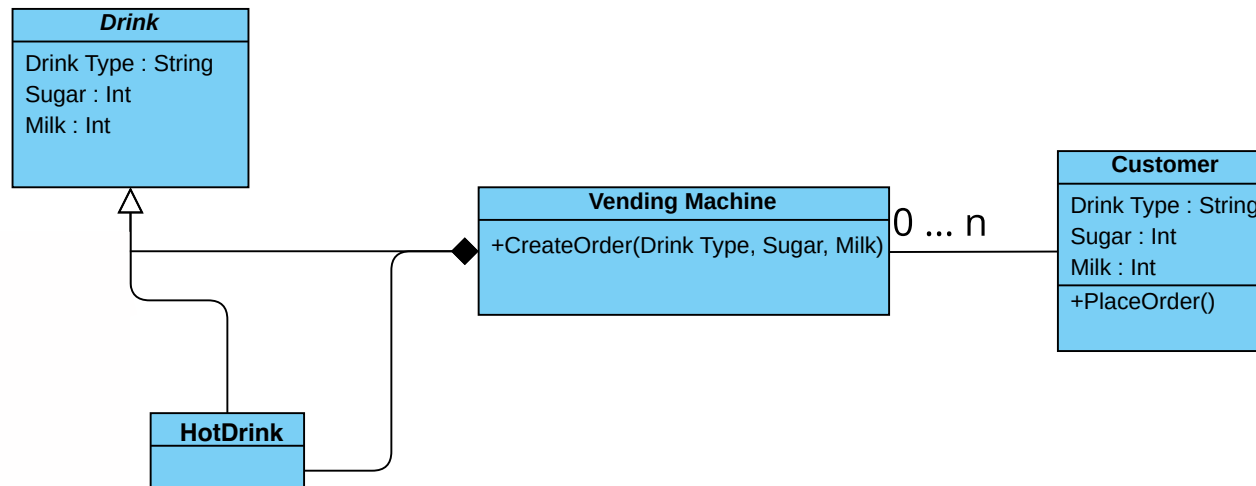 Drink
Drink Type : String
Sugar : Int
Milk : Int
Vending Machine
+CreateOrder(Drink Type, Sugar, Milk)
0 ... n
Customer
Drink Type : String
Sugar : Int
Milk : Int
+PlaceOrder()
HotDrink